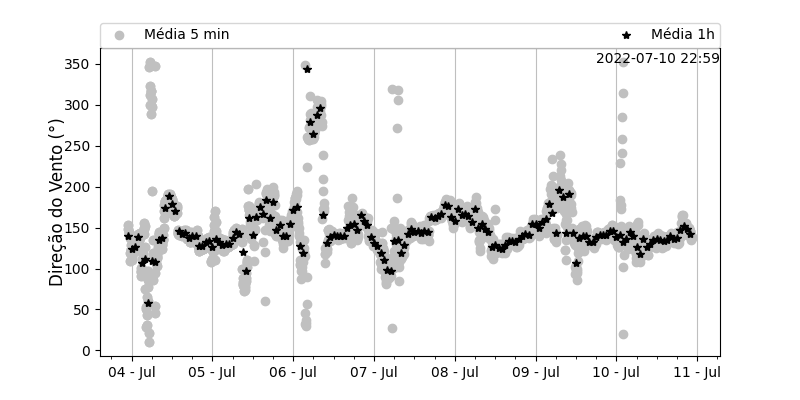 Média 5 min
Média 1h
2022-07-10 22:59
Direção do Vento (°)
350
300
250
200
150
100
50
0
04 - Jul
05 - Jul
06 - Jul
07 - Jul
08 - Jul
09 - Jul
10 - Jul
11 - Jul